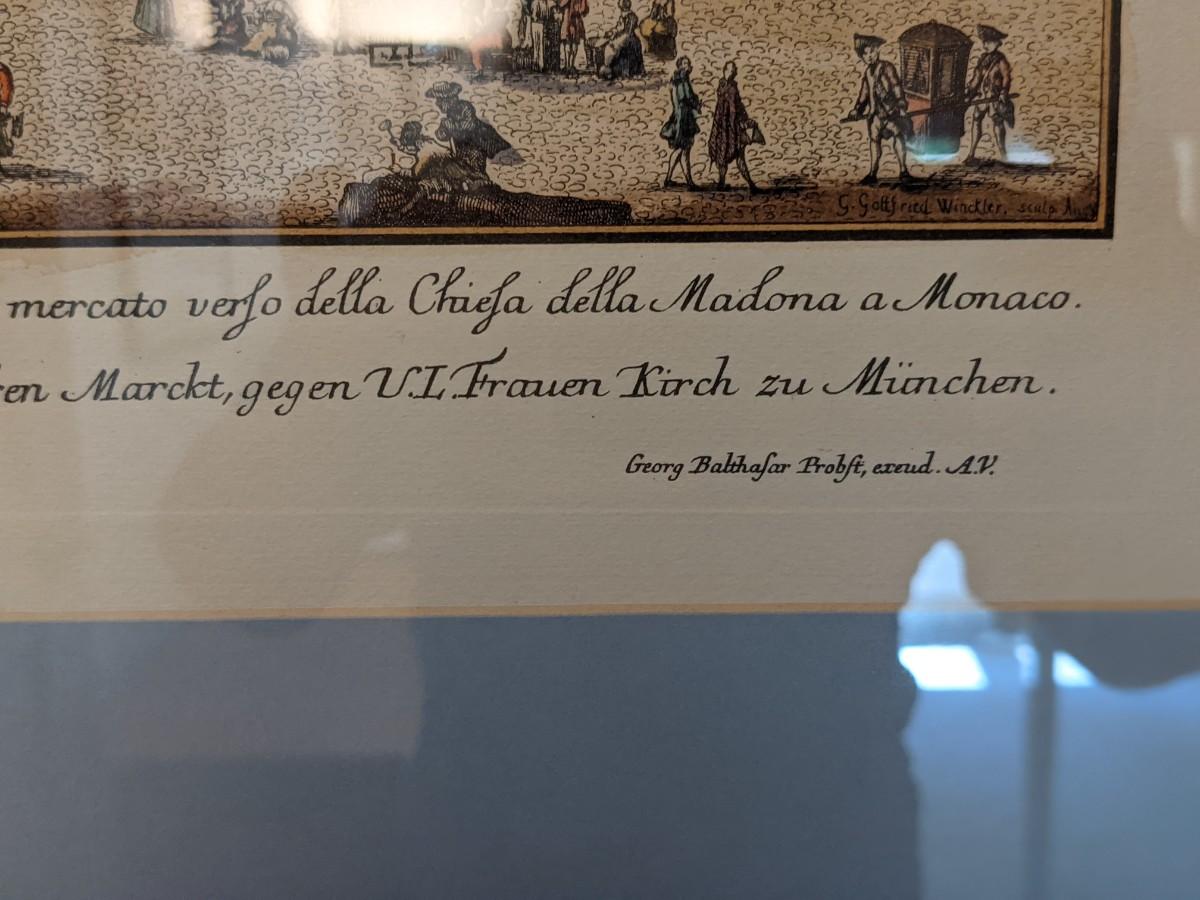 G. Gottfried Winckler, sculp.
mercato verſo della Chieſa della Madona a Monaco.
en Marckt, gegen U.L. Frauen Kirch zu München.
Georg Balthaſar Probſt, exeud. A.V.